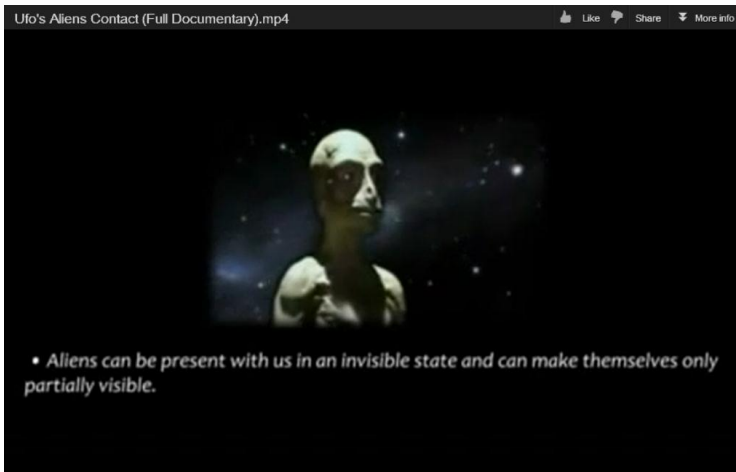 Ufo's Aliens Contact (Full Documentary).mp4 Like Share More info
• Aliens can be present with us in an invisible state and can make themselves only
partially visible.